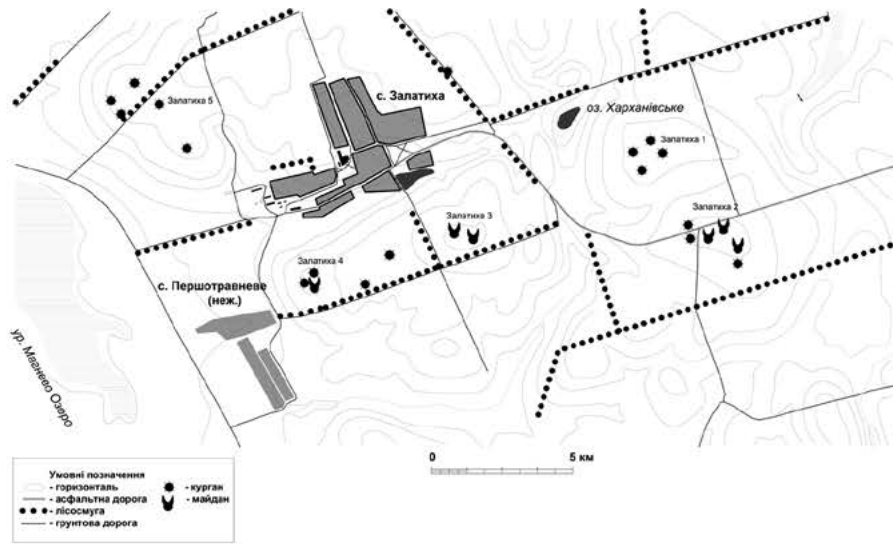 с. Залатиха
Залатиха 5
оз. Харханівське
Залатиха 1
Залатиха 2
Залатиха 3
Залатиха 4
с. Першотравневе
(неж.)
ур. Магнєво Озеро
0 5 км
Умовні позначення
- горизонталь
- асфальтна дорога
- лісосмуга
- грунтова дорога
- курган
- майдан